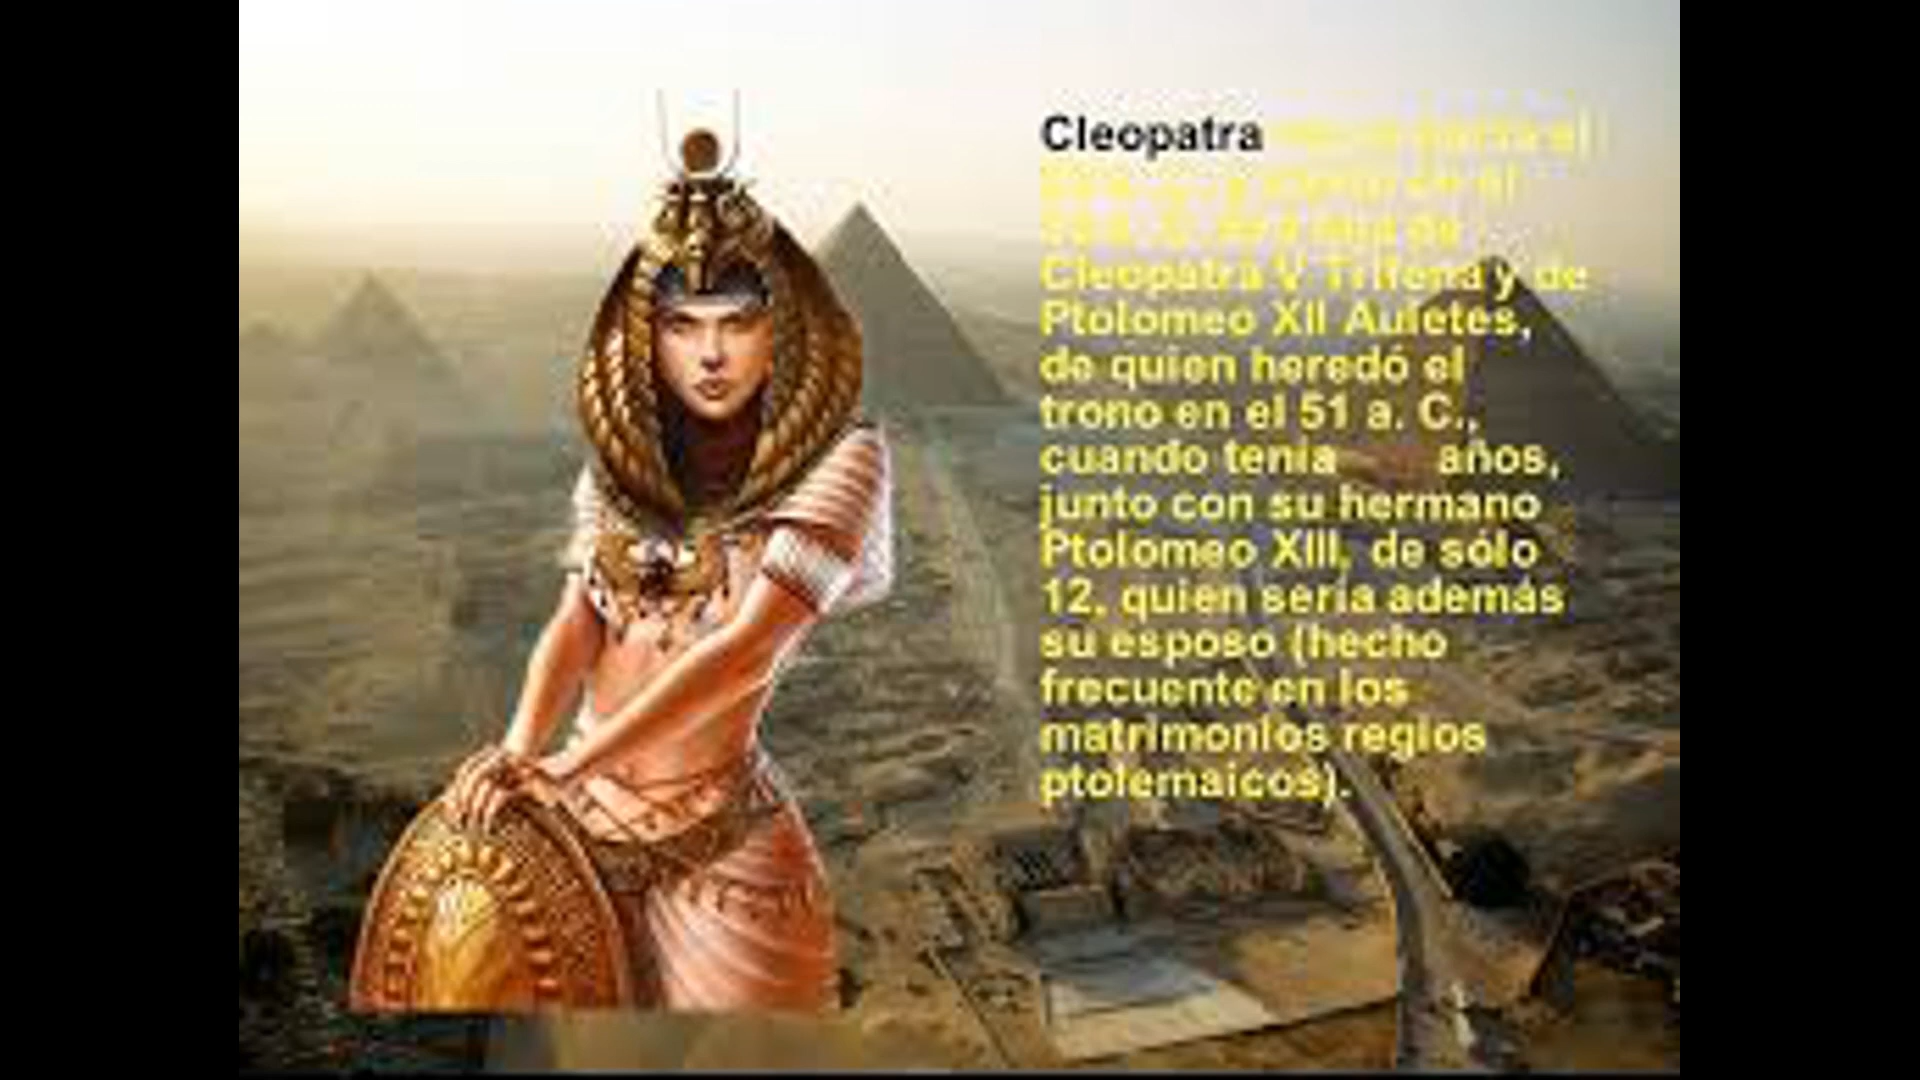 Cleopatra
Cleopatra V Trifena y de
Ptolomeo XII Auletes,
de quien heredó el
trono en el 51 a. C.,
cuando tenía años,
junto con su hermano
Ptolomeo XIII, de sólo
12, quien sería además
su esposo (hecho
frecuente en los
matrimonios regios
ptolemaicos).